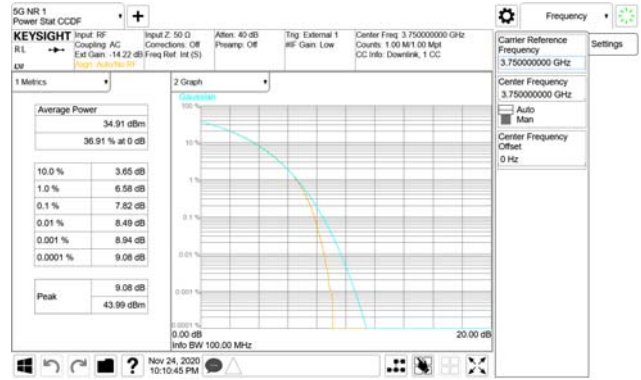 5G NR 1
Power Stat CCDF
Frequency
KEYSIGHT
RL
Input: RF
Coupling: AC
Ext Gain: -14.22 dB
Align: Auto/No RF
Input Z: 50 Ω
Corrections: Off
Freq Ref: Int (S)
Atten: 40 dB
Preamp: Off
Trig: External 1
#IF Gain: Low
Center Freq: 3.750000000 GHz
Counts: 1.00 M/1.00 Mpt
CC Info: Downlink, 1 CC
Carrier Reference
Frequency
3.750000000 GHz
Settings
Center Frequency
3.750000000 GHz
Auto
Man
Center Frequency
Offset
0 Hz
1 Metrics
Average Power
34.91 dBm
36.91 % at 0 dB
10.0 % 3.65 dB
1.0 % 6.58 dB
0.1 % 7.82 dB
0.01 % 8.49 dB
0.001 % 8.94 dB
0.0001 % 9.08 dB
Peak
9.08 dB
43.99 dBm
2 Graph
Gaussian
100 %
10 %
1 %
0.1 %
0.01 %
0.001 %
0.0001 %
0.00 dB
20.00 dB
Info BW 100.00 MHz
?
Nov 24, 2020
10:10:45 PM